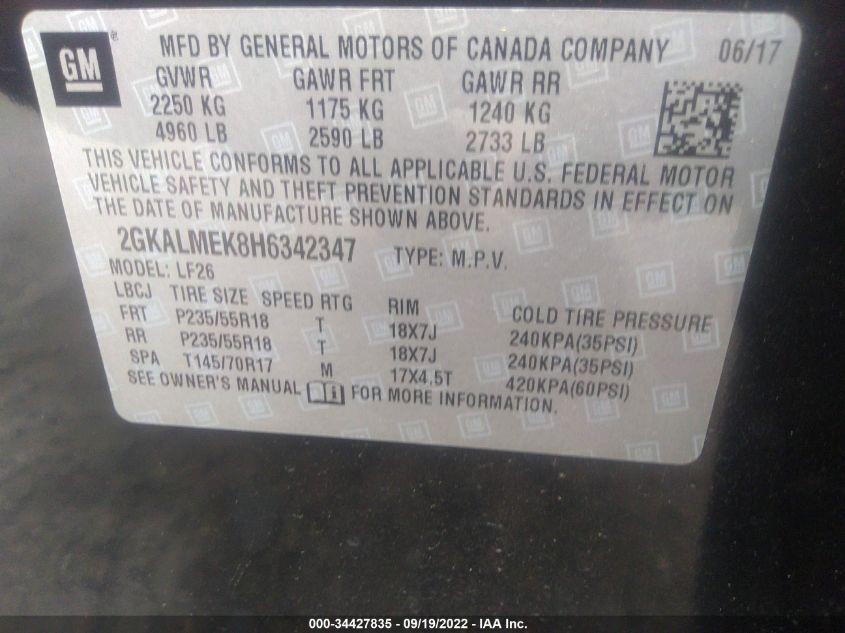 GM
MFD BY GENERAL MOTORS OF CANADA COMPANY 06/17
GVWR GAWR FRT GAWR RR
2250 KG 1175 KG 1240 KG
4960 LB 2590 LB 2733 LB
THIS VEHICLE CONFORMS TO ALL APPLICABLE U.S. FEDERAL MOTOR
VEHICLE SAFETY AND THEFT PREVENTION STANDARDS IN EFFECT ON
THE DATE OF MANUFACTURE SHOWN ABOVE.
2GKALMEK8H6342347 TYPE: M.P.V.
MODEL: LF26
LBCJ TIRE SIZE SPEED RTG RIM COLD TIRE PRESSURE
FRT P235/55R18 T 18X7J 240KPA(35PSI)
RR P235/55R18 T 18X7J 240KPA(35PSI)
SPA T145/70R17 M 17X4.5T 420KPA(60PSI)
SEE OWNER'S MANUAL FOR MORE INFORMATION.
000-34427835 - 09/19/2022 - IAA Inc.